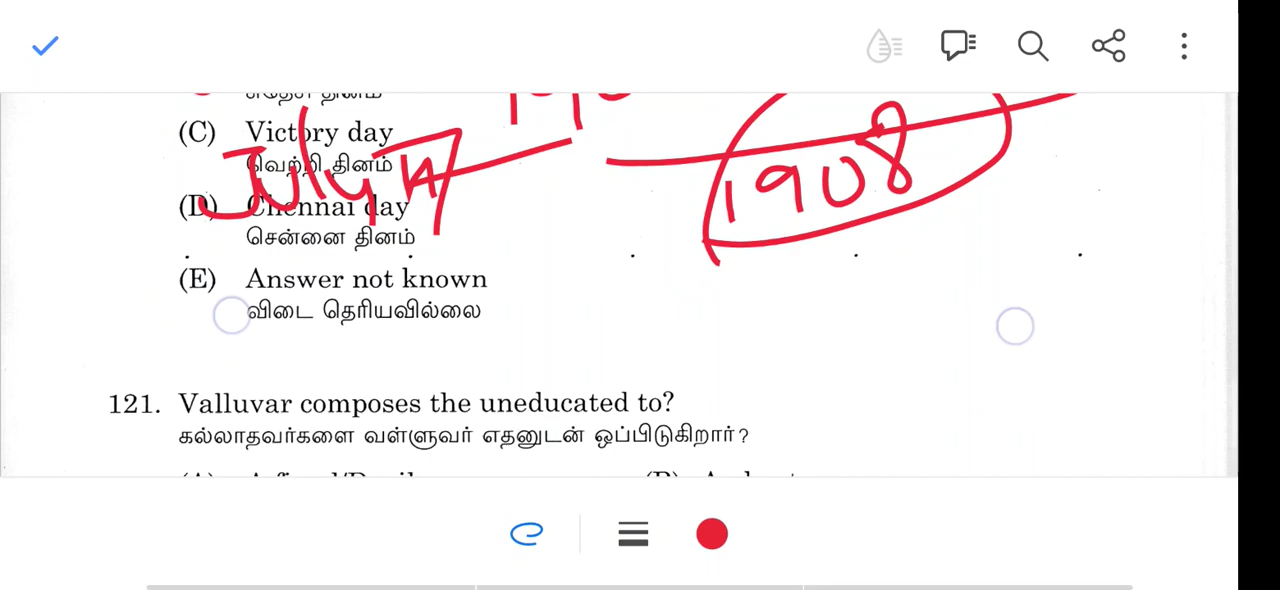 (C) Victory day
வெற்றி தினம்
July 17
1908
(D) Chennai day
சென்னை தினம்
(E) Answer not known
விடை தெரியவில்லை
121. Valluvar composes the uneducated to?
கல்லாதவர்களை வள்ளுவர் எதனுடன் ஒப்பிடுகிறார்?